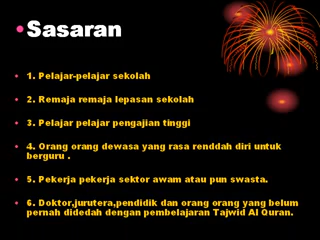 Sasaran
1. Pelajar-pelajar sekolah
2. Remaja remaja lepasan sekolah
3. Pelajar pelajar pengajian tinggi
4. Orang orang dewasa yang rasa renddah diri untuk
berguru .
5. Pekerja pekerja sektor awam atau pun swasta.
6. Doktor,jurutera,pendidik dan orang orang yang belum
pernah didedah dengan pembelajaran Tajwid Al Quran.